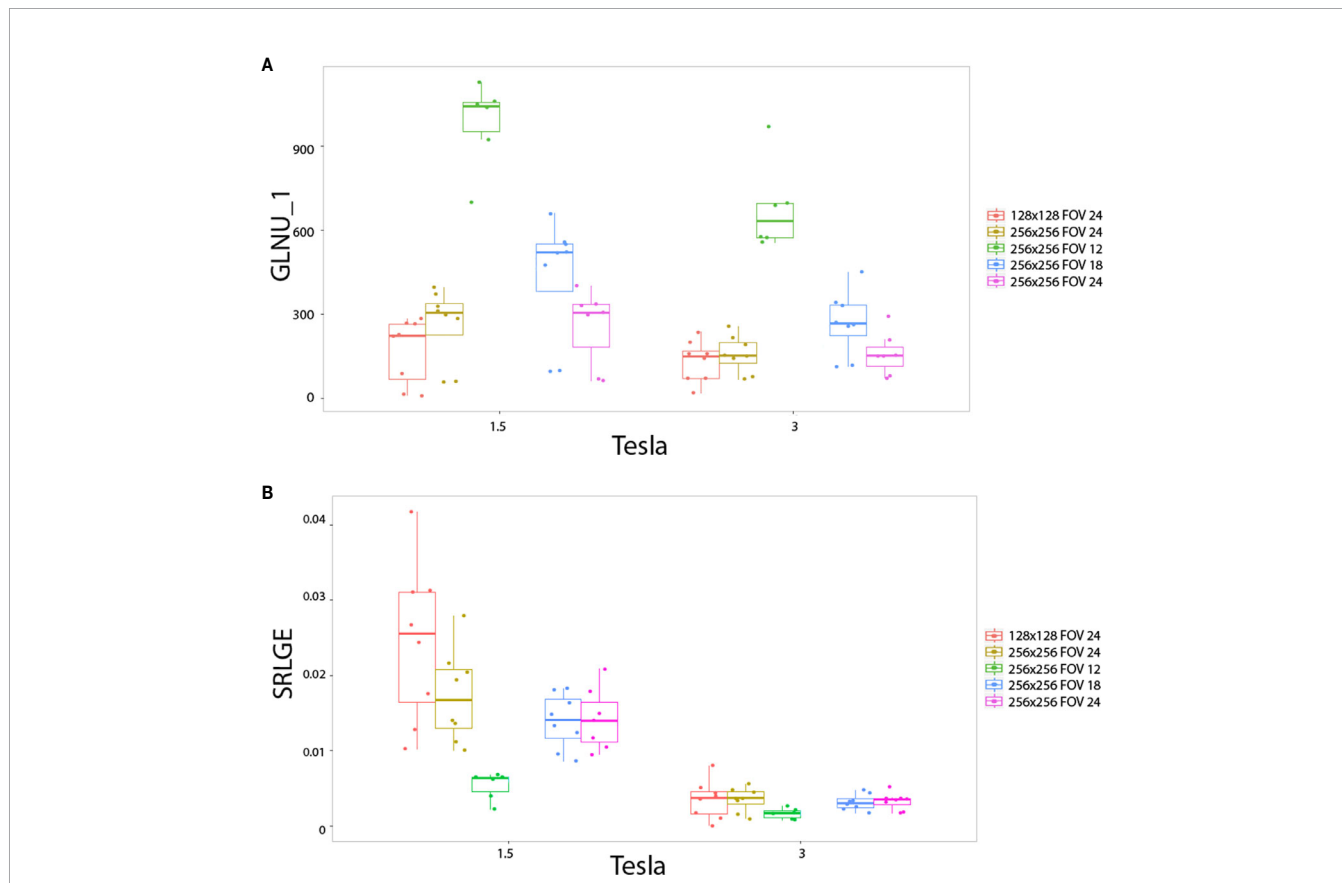 A
900
600
300
0
GLNU_1
1.5
3
Tesla
128x128 FOV 24
256x256 FOV 24
256x256 FOV 12
256x256 FOV 18
256x256 FOV 24
B
0.04
0.03
0.02
0.01
0
SRLGE
1.5
3
Tesla
128x128 FOV 24
256x256 FOV 24
256x256 FOV 12
256x256 FOV 18
256x256 FOV 24